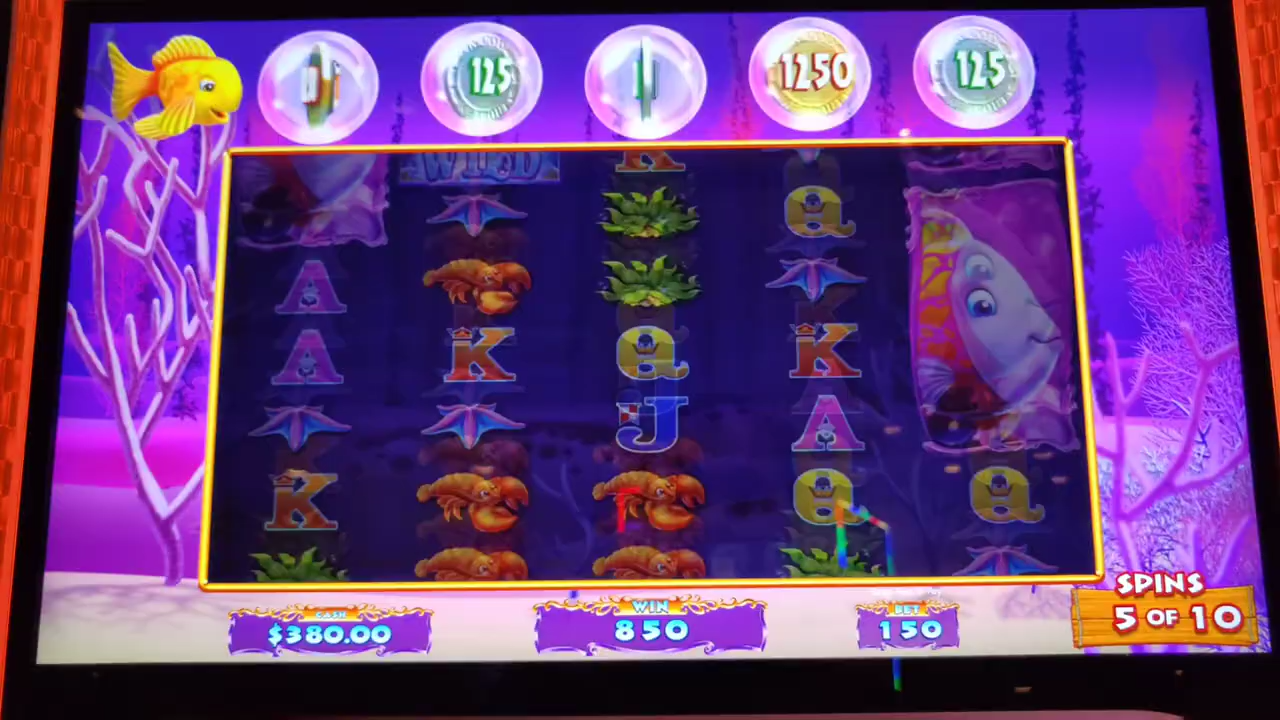 125 1250 125
WILD K
Q
A
A K Q K
J A
K Q Q
CASH WIN BET SPINS
$380.00 850 150 5 OF 10